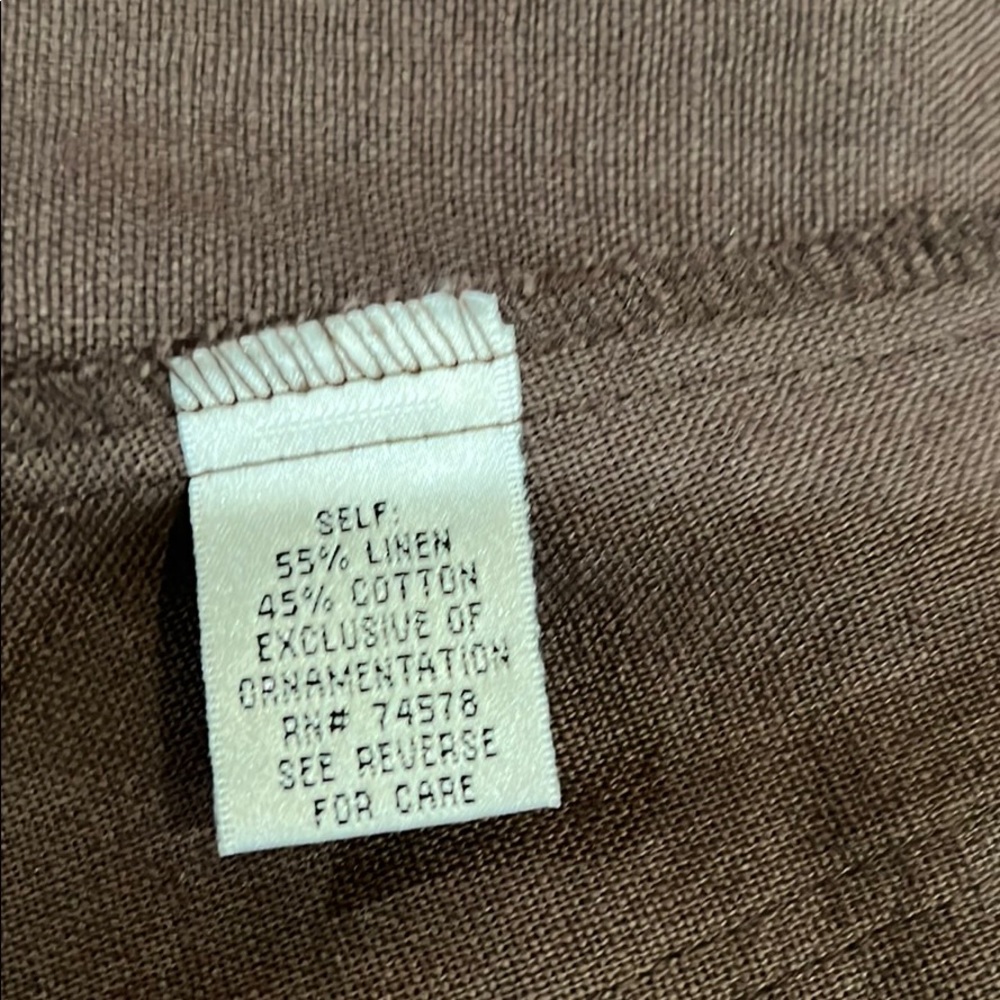 SELF:
55% LINEN
45% COTTON
EXCLUSIVE OF
ORNAMENTATION
RN# 74578
SEE REVERSE
FOR CARE